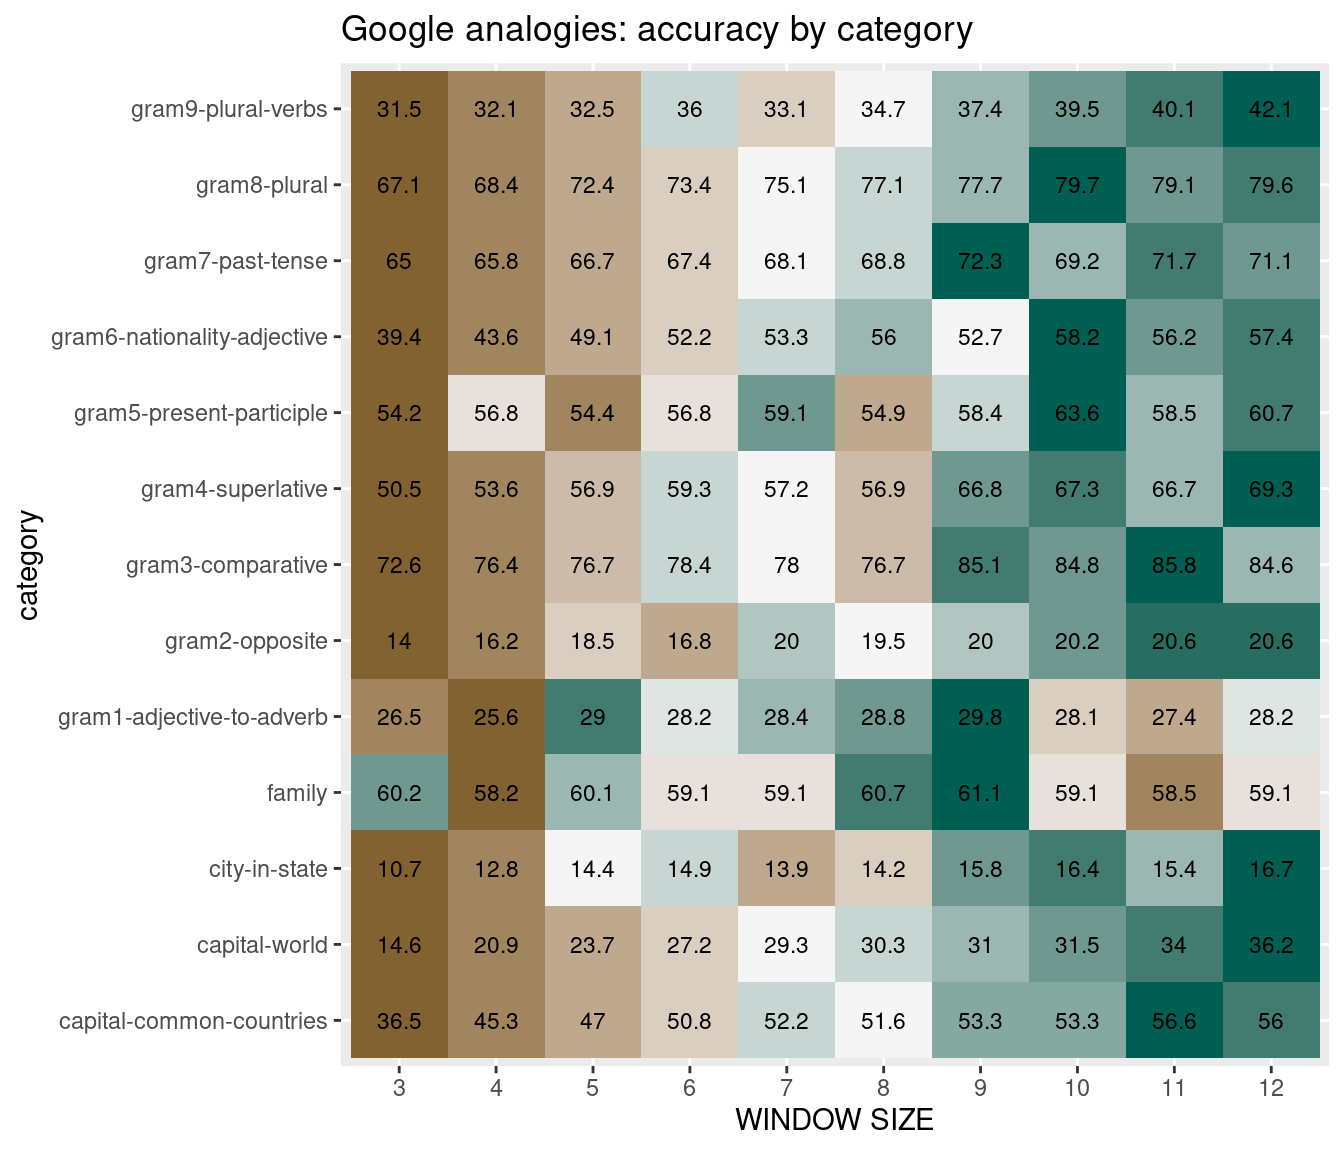 Google analogies: accuracy by category
gram9-plural-verbs 31.5 32.1 32.5 36 33.1 34.7 37.4 39.5 40.1 42.1
gram8-plural 67.1 68.4 72.4 73.4 75.1 77.1 77.7 79.7 79.1 79.6
gram7-past-tense 65 65.8 66.7 67.4 68.1 68.8 72.3 69.2 71.7 71.1
gram6-nationality-adjective 39.4 43.6 49.1 52.2 53.3 56 52.7 58.2 56.2 57.4
gram5-present-participle 54.2 56.8 54.4 56.8 59.1 54.9 58.4 63.6 58.5 60.7
gram4-superlative 50.5 53.6 56.9 59.3 57.2 56.9 66.8 67.3 66.7 69.3
gram3-comparative 72.6 76.4 76.7 78.4 78 76.7 85.1 84.8 85.8 84.6
gram2-opposite 14 16.2 18.5 16.8 20 19.5 20 20.2 20.6 20.6
gram1-adjective-to-adverb 26.5 25.6 29 28.2 28.4 28.8 29.8 28.1 27.4 28.2
family 60.2 58.2 60.1 59.1 59.1 60.7 61.1 59.1 58.5 59.1
city-in-state 10.7 12.8 14.4 14.9 13.9 14.2 15.8 16.4 15.4 16.7
capital-world 14.6 20.9 23.7 27.2 29.3 30.3 31 31.5 34 36.2
capital-common-countries 36.5 45.3 47 50.8 52.2 51.6 53.3 53.3 56.6 56
3 4 5 6 7 8 9 10 11 12
WINDOW SIZE
category